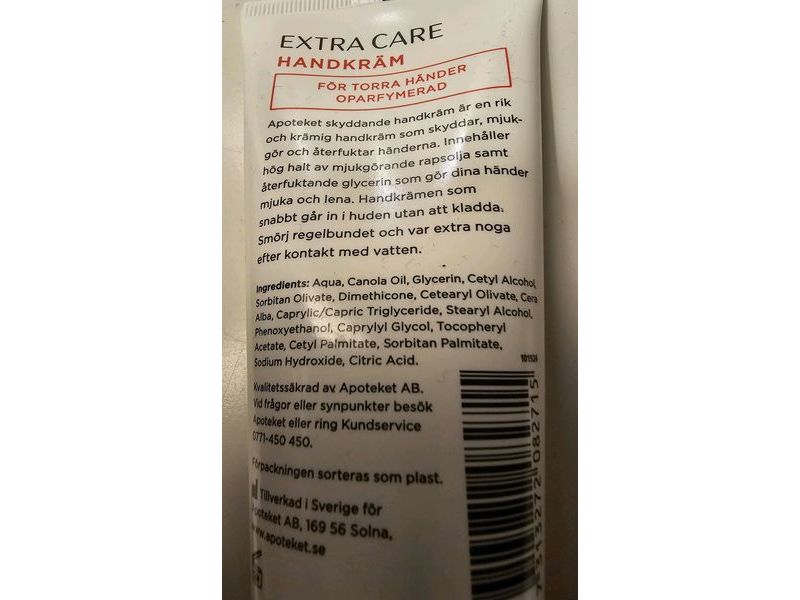 EXTRA CARE
HANDKRÄM
FÖR TORRA HÄNDER
OPARFYMERAD
Apoteket skyddande handkräm är en rik
och krämig handkräm som skyddar, mjuk-
gör och återfuktar händerna. Innehåller
hög halt av mjukgörande rapsolja samt
återfuktande glycerin som gör dina händer
mjuka och lena. Handkrämen som
snabbt går in i huden utan att kladda.
Smörj regelbundet och var extra noga
efter kontakt med vatten.
Ingredients: Aqua, Canola Oil, Glycerin, Cetyl Alcohol,
Sorbitan Olivate, Dimethicone, Cetearyl Olivate, Cera
Alba, Caprylic/Capric Triglyceride, Stearyl Alcohol,
Phenoxyethanol, Caprylyl Glycol, Tocopheryl
Acetate, Cetyl Palmitate, Sorbitan Palmitate,
Sodium Hydroxide, Citric Acid.
101524
Kvalitetssäkrad av Apoteket AB.
Vid frågor eller synpunkter besök
Apoteket eller ring Kundservice
0771-450 450.
Förpackningen sorteras som plast.
Tillverkad i Sverige för
Apoteket AB, 169 56 Solna,
www.apoteket.se
7 313272 082715